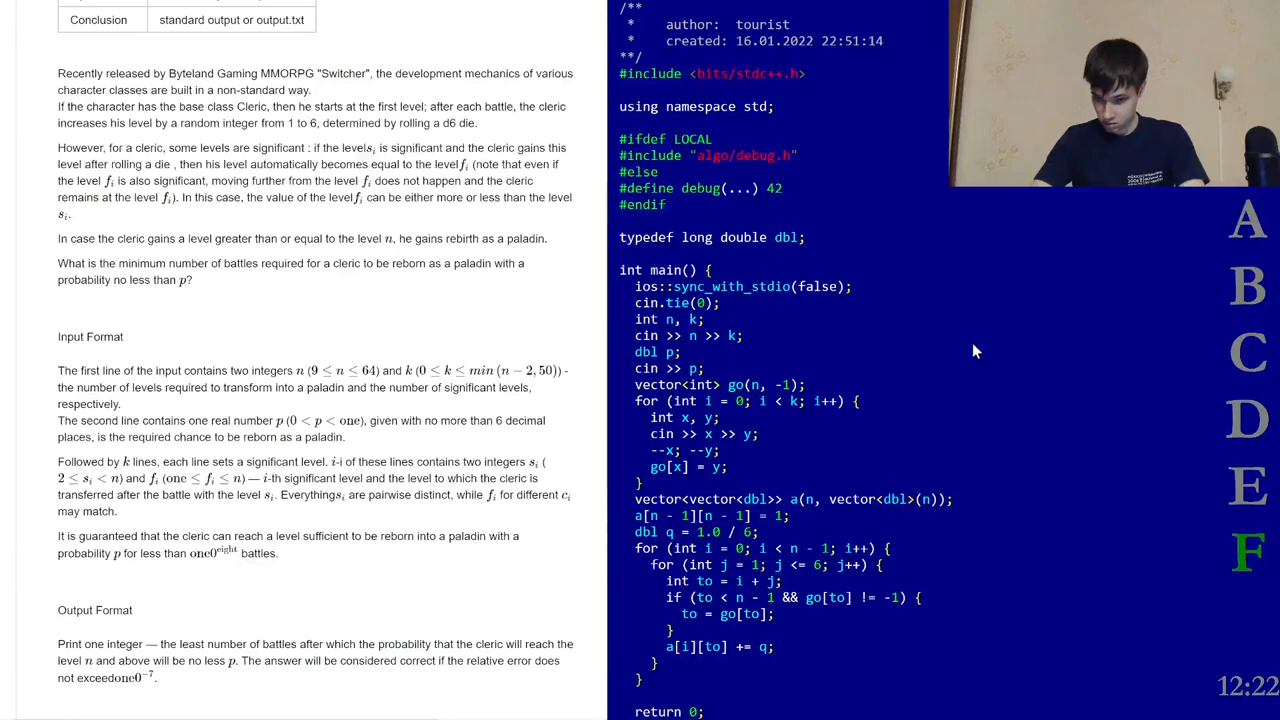 Conclusion standard output or output.txt
Recently released by Byteland Gaming MMORPG "Switcher", the development mechanics of various
character classes are built in a non-standard way.
If the character has the base class Cleric, then he starts at the first level; after each battle, the cleric
increases his level by a random integer from 1 to 6, determined by rolling a d6 die.
However, for a cleric, some levels are significant : if the levels_i is significant and the cleric gains this
level after rolling a die , then his level automatically becomes equal to the levelf_i (note that even if
the level f_i is also significant, moving further from the level f_i does not happen and the cleric
remains at the level f_i). In this case, the value of the levelf_i can be either more or less than the level
s_i.
In case the cleric gains a level greater than or equal to the level n, he gains rebirth as a paladin.
What is the minimum number of battles required for a cleric to be reborn as a paladin with a
probability no less than p?
Input Format
The first line of the input contains two integers n (9 ≤ n ≤ 64) and k (0 ≤ k ≤ min (n − 2, 50)) -
the number of levels required to transform into a paladin and the number of significant levels,
respectively.
The second line contains one real number p (0 < p < one), given with no more than 6 decimal
places, is the required chance to be reborn as a paladin.
Followed by k lines, each line sets a significant level. i-i of these lines contains two integers s_i (
2 ≤ s_i < n) and f_i (one ≤ f_i ≤ n) — i-th significant level and the level to which the cleric is
transferred after the battle with the level s_i. Everythings_i are pairwise distinct, while f_i for different c_i
may match.
It is guaranteed that the cleric can reach a level sufficient to be reborn into a paladin with a
probability p for less than one0^eight battles.
Output Format
Print one integer — the least number of battles after which the probability that the cleric will reach the
level n and above will be no less p. The answer will be considered correct if the relative error does
not exceedone0^−7.
/**
* author: tourist
* created: 16.01.2022 22:51:14
**/
#include <bits/stdc++.h>
using namespace std;
#ifdef LOCAL
#include "algo/debug.h"
#else
#define debug(...) 42
#endif
typedef long double dbl;
int main() {
ios::sync_with_stdio(false);
cin.tie(0);
int n, k;
cin >> n >> k;
dbl p;
cin >> p;
vector<int> go(n, -1);
for (int i = 0; i < k; i++) {
int x, y;
cin >> x >> y;
--x; --y;
go[x] = y;
}
vector<vector<dbl>> a(n, vector<dbl>(n));
a[n - 1][n - 1] = 1;
dbl q = 1.0 / 6;
for (int i = 0; i < n - 1; i++) {
for (int j = 1; j <= 6; j++) {
int to = i + j;
if (to < n - 1 && go[to] != -1) {
to = go[to];
}
a[i][to] += q;
}
}
return 0;
A
B
C
D
E
F
12:22